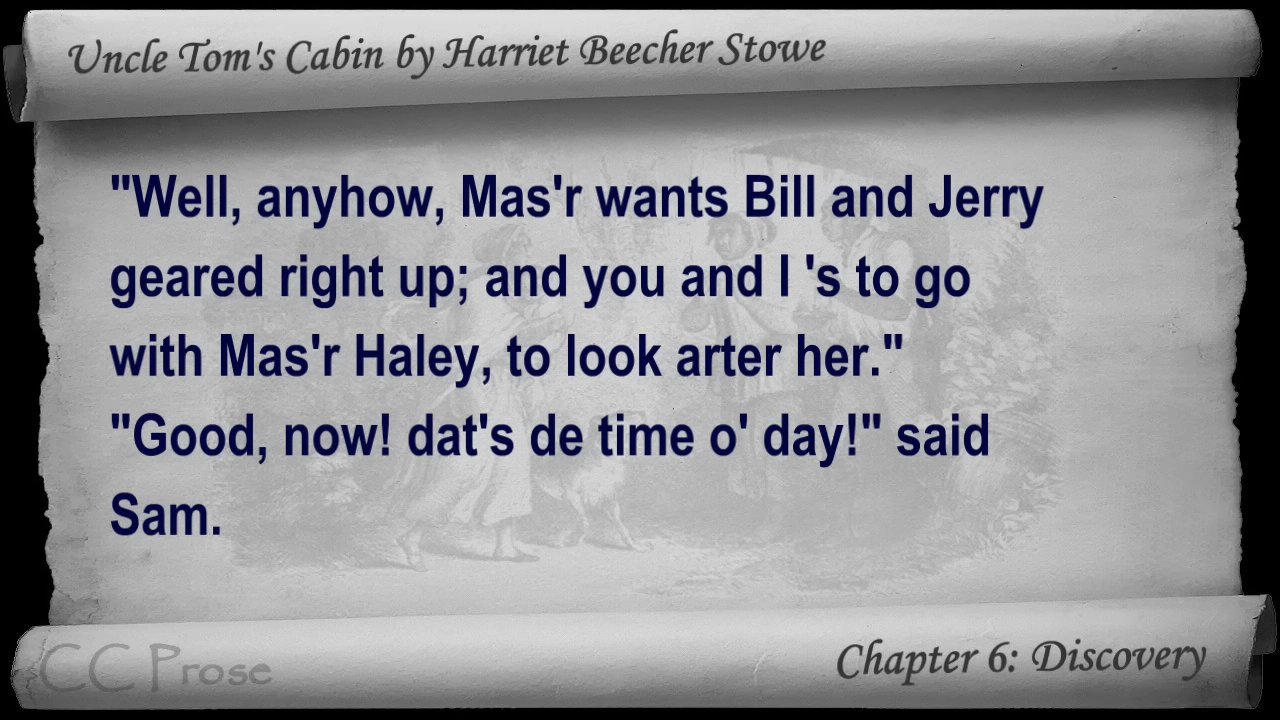 Uncle Tom's Cabin by Harriet Beecher Stowe
"Well, anyhow, Mas'r wants Bill and Jerry
geared right up; and you and I 's to go
with Mas'r Haley, to look arter her."
"Good, now! dat's de time o' day!" said
Sam.
CC Prose
Chapter 6: Discovery